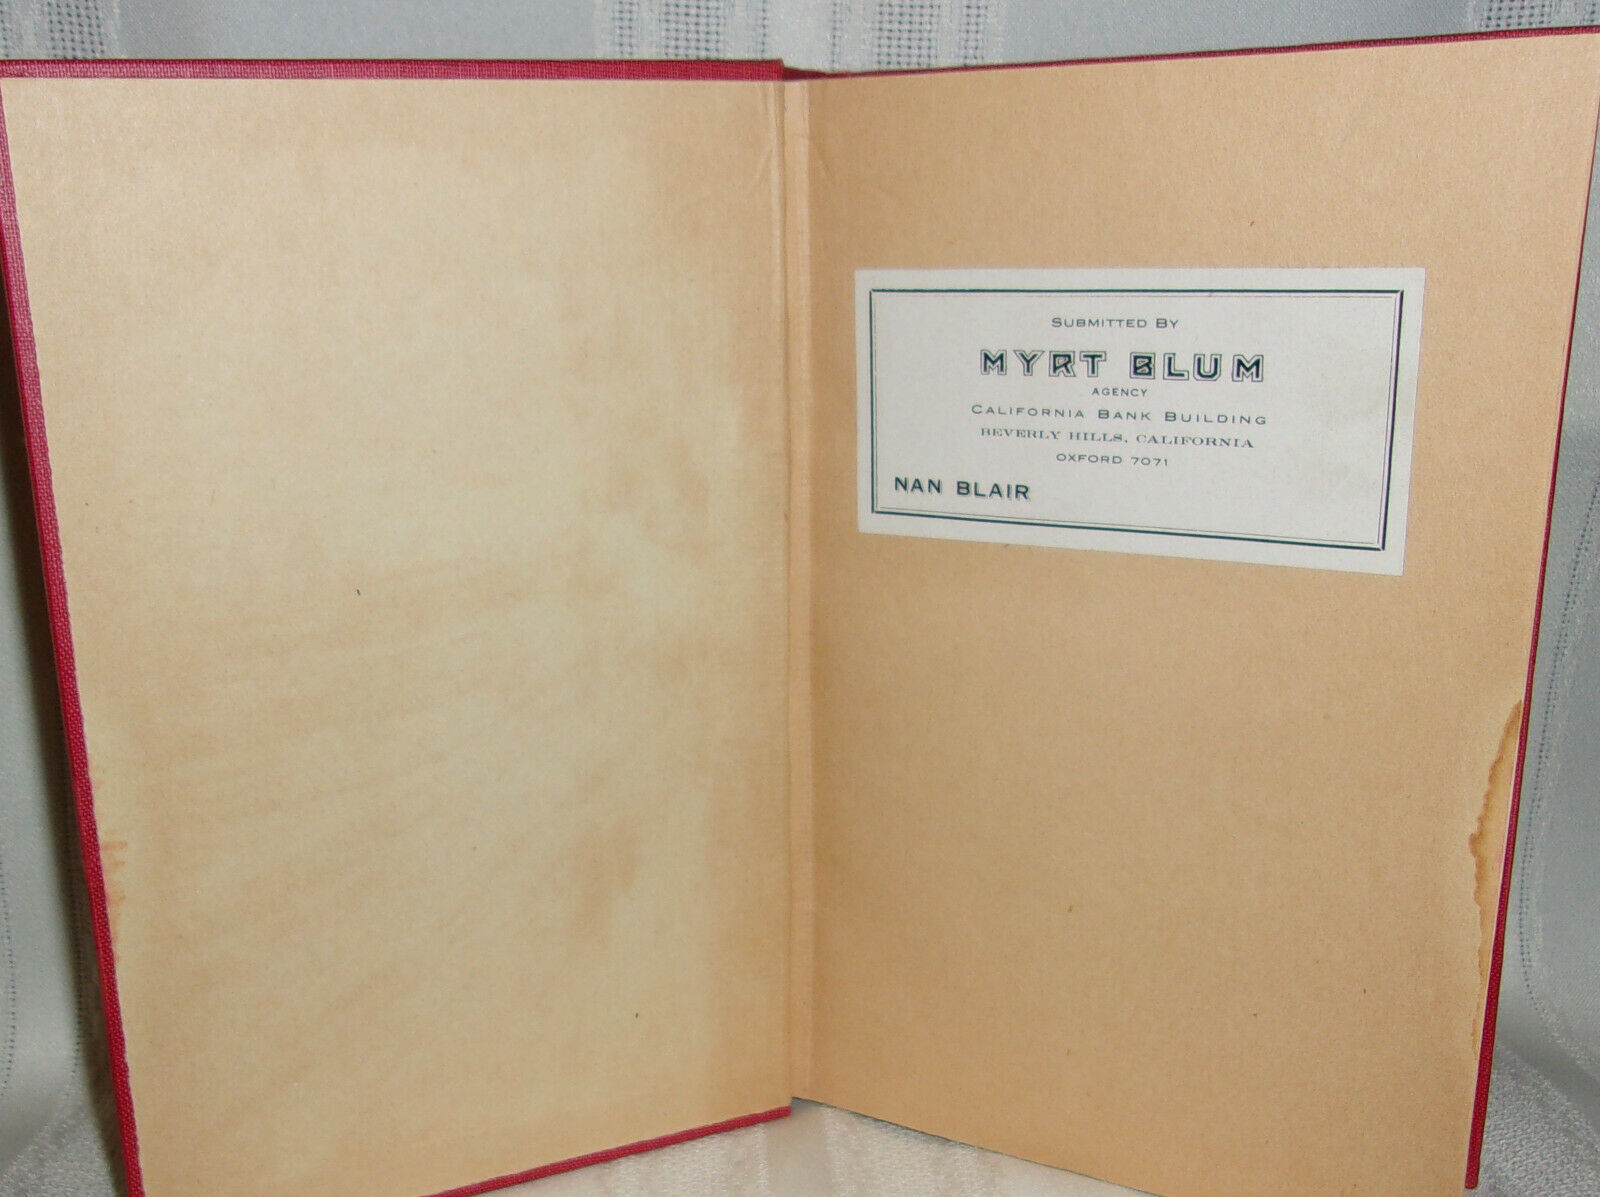 SUBMITTED BY
MYRT BLUM
AGENCY
CALIFORNIA BANK BUILDING
BEVERLY HILLS, CALIFORNIA
OXFORD 7071
NAN BLAIR